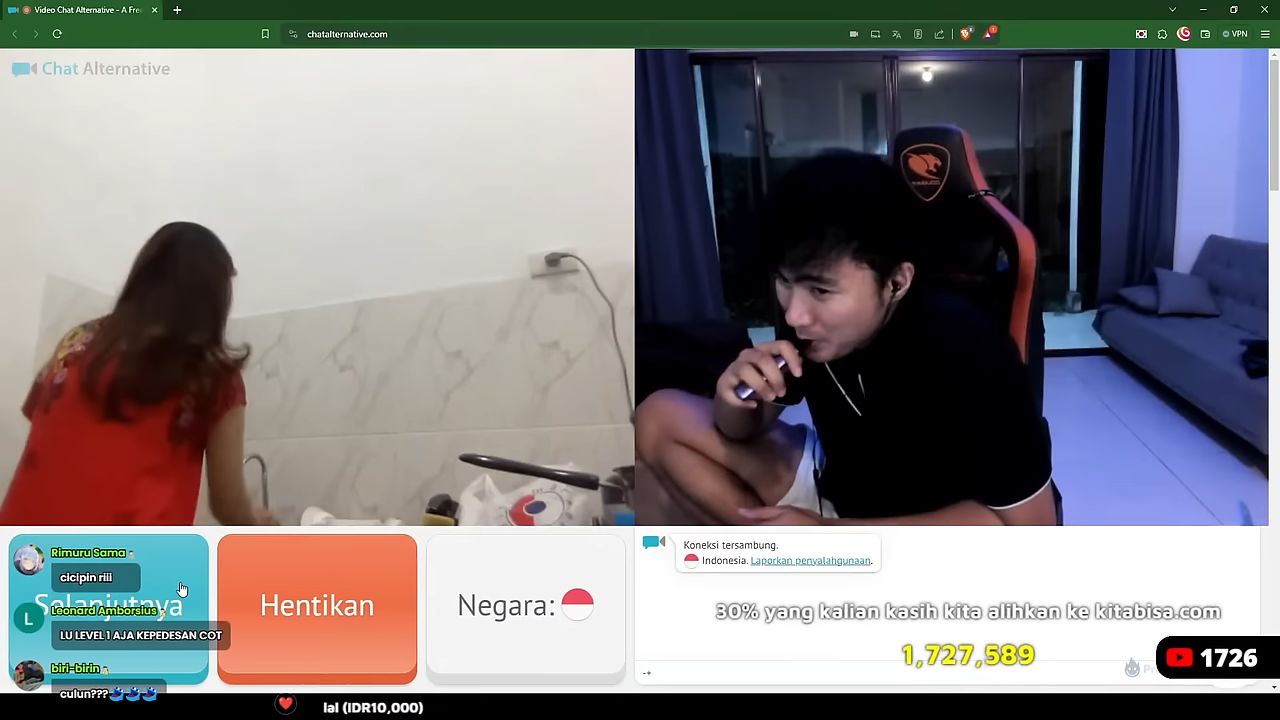 Video Chat Alternative - A Fre
chatalternative.com
VPN
Chat Alternative
Rimuru Sama
cicipin riil
Selanjutnya
Leonard Amborsius
L
LU LEVEL 1 AJA KEPEDESAN COT
biri-birin
culun???
Hentikan
Negara:
Koneksi tersambung.
Indonesia. Laporkan penyalahgunaan.
30% yang kalian kasih kita alihkan ke kitabisa.com
1,727,589
1726
lal (IDR10,000)